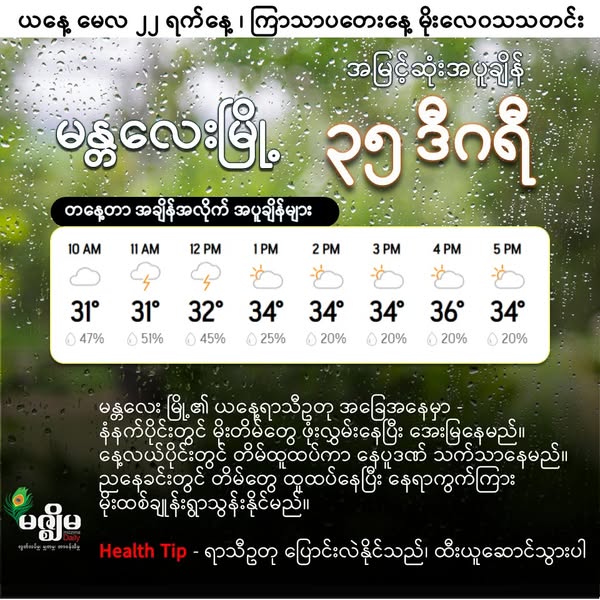 ယနေ့ မေလ ၂၂ ရက်နေ့ ၊ ကြာသာပတေးနေ့ မိုးလေဝသသတင်း
အမြင့်ဆုံးအပူချိန်
မန္တလေးမြို့
၃၅ ဒီဂရီ
တနေ့တာ အချိန်အလိုက် အပူချိန်များ
10 AM 11 AM 12 PM 1 PM 2 PM 3 PM 4 PM 5 PM
31° 31° 32° 34° 34° 34° 36° 34°
47% 51% 45% 25% 20% 20% 20% 20%
မန္တလေး မြို့၏ ယနေ့ရာသီဥတု အခြေအနေမှာ -
နံနက်ပိုင်းတွင် မိုးတိမ်တွေ ဖုံးလွှမ်းနေပြီး အေးမြနေမည်။
နေ့လယ်ပိုင်းတွင် တိမ်ထူထပ်ကာ နေပူဒဏ် သက်သာနေမည်။
ညနေခင်းတွင် တိမ်တွေ ထူထပ်နေပြီး နေရာကွက်ကြား
မိုးထစ်ချုန်းရွာသွန်းနိုင်မည်။
မဇ္ဈိမ
Daily
Health Tip - ရာသီဥတု ပြောင်းလဲနိုင်သည်၊ ထီးယူဆောင်သွားပါ